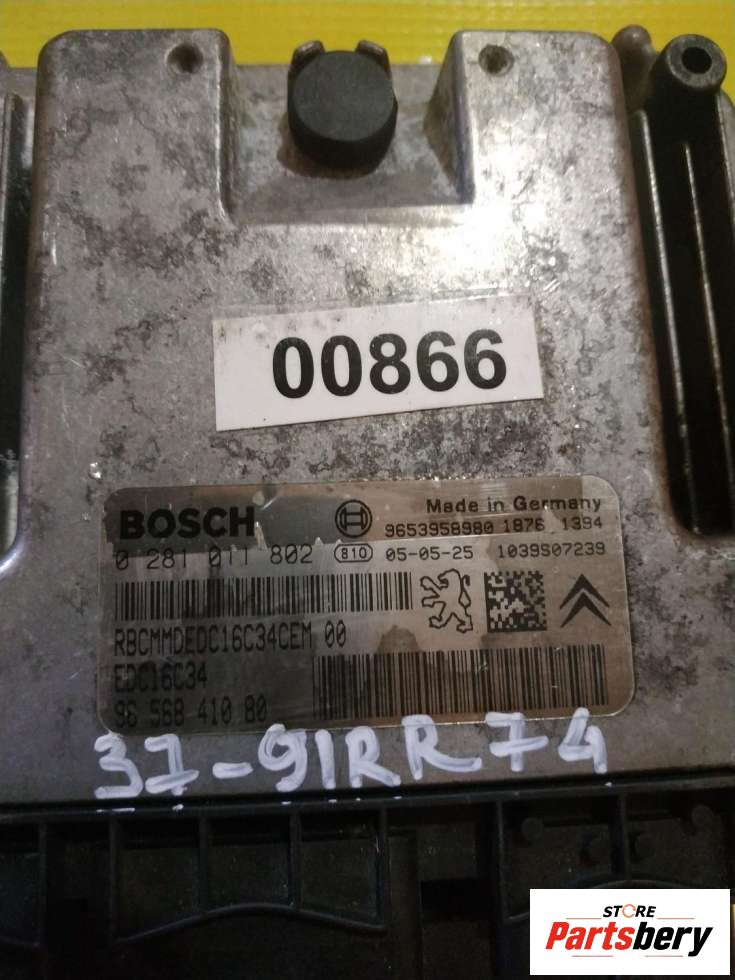 00866
BOSCH
Made in Germany
9653958980 1876 1394
0 281 011 802 810 05-05-25 1039S07239
RBCMMDEDC16C34CEM 00
EDC16C34
96 568 410 80
37-91RR74
STORE
Partsbery